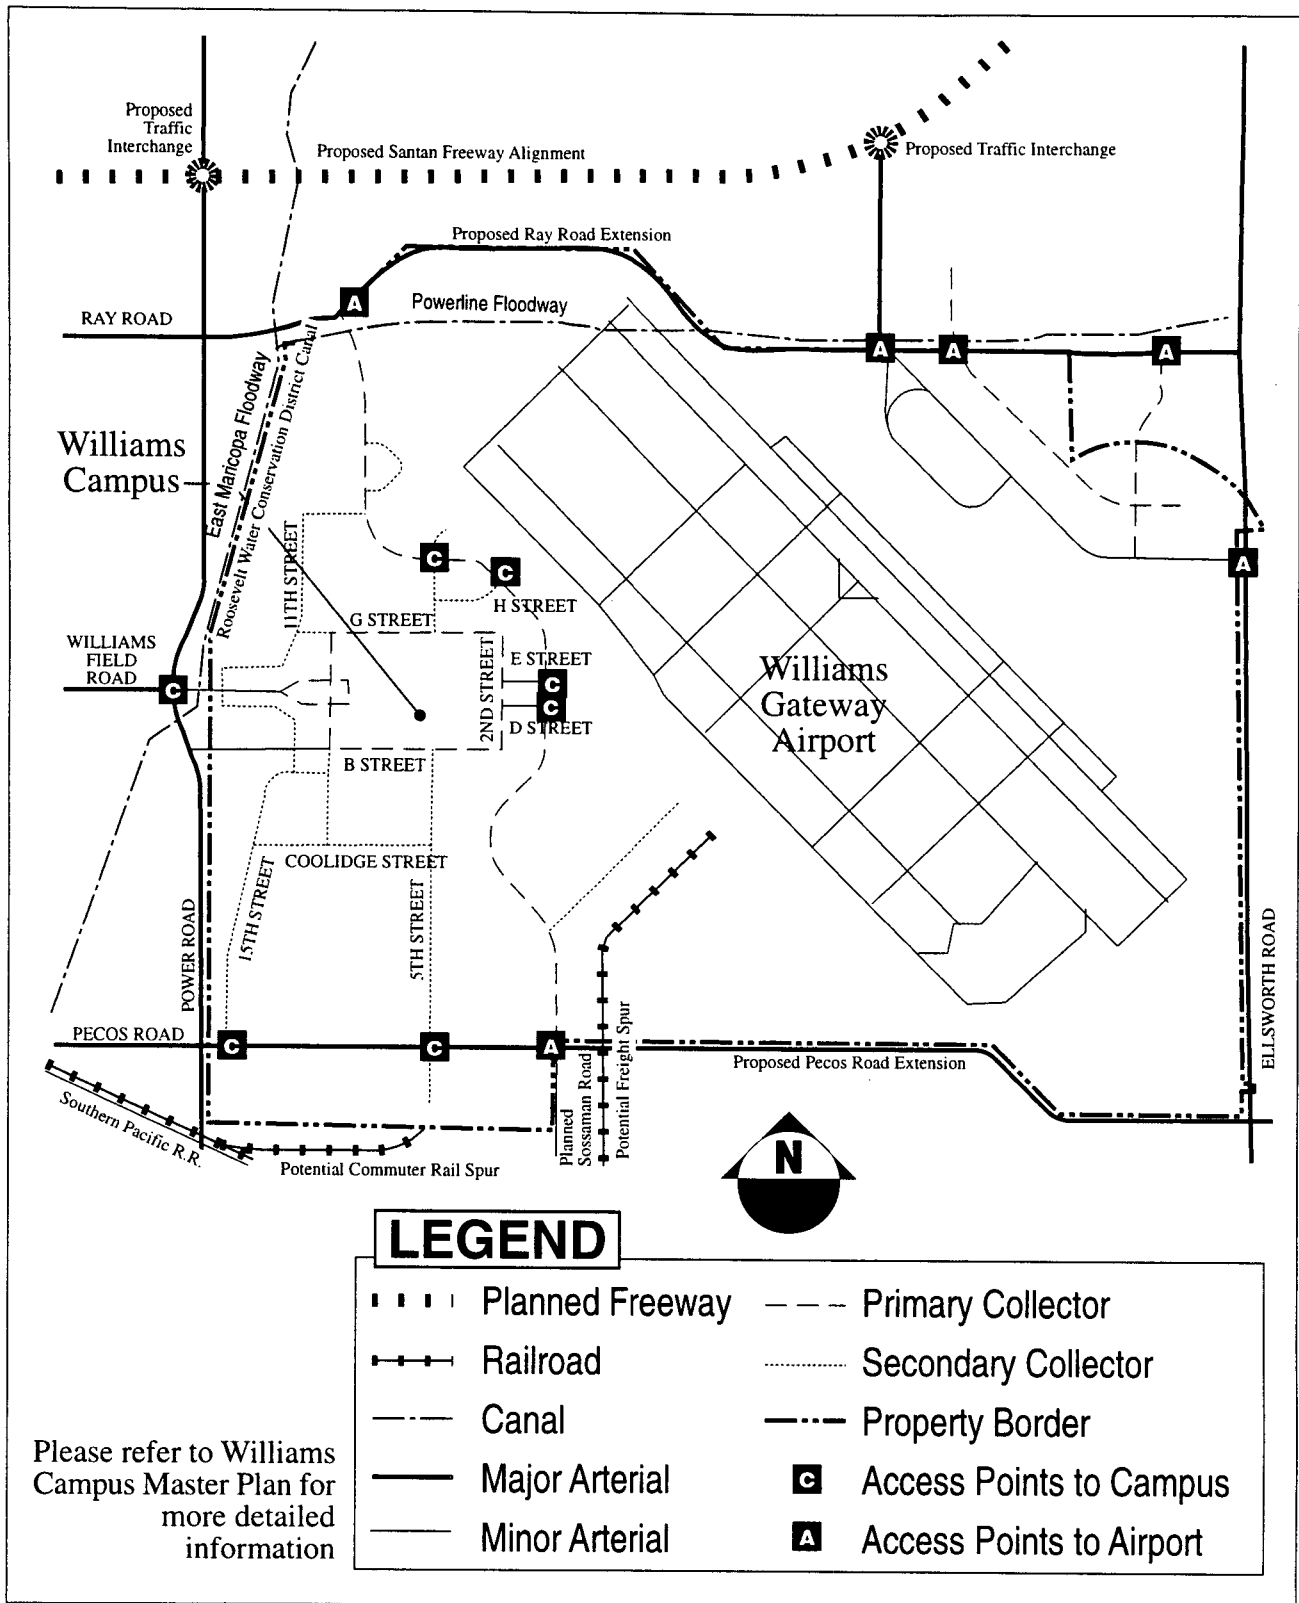 Proposed
Traffic
Interchange
Proposed Santan Freeway Alignment
Proposed Traffic Interchange
Proposed Ray Road Extension
A
Powerline Floodway
RAY ROAD
A
A
A
East Maricopa Floodway
Roosevelt Water Conservation District Canal
Williams
Campus
11TH STREET
C
C
H STREET
A
G STREET
WILLIAMS
FIELD
ROAD
C
2ND STREET
E STREET
C
C
D STREET
Williams
Gateway
Airport
B STREET
COOLIDGE STREET
15TH STREET
5TH STREET
POWER ROAD
ELLSWORTH ROAD
PECOS ROAD
C
C
A
Planned
Sossaman Road
Potential Freight Spur
Proposed Pecos Road Extension
Southern Pacific R.R.
Potential Commuter Rail Spur
N
LEGEND
Planned Freeway
Primary Collector
Railroad
Secondary Collector
Canal
Property Border
Major Arterial
C Access Points to Campus
Minor Arterial
A Access Points to Airport
Please refer to Williams
Campus Master Plan for
more detailed
information